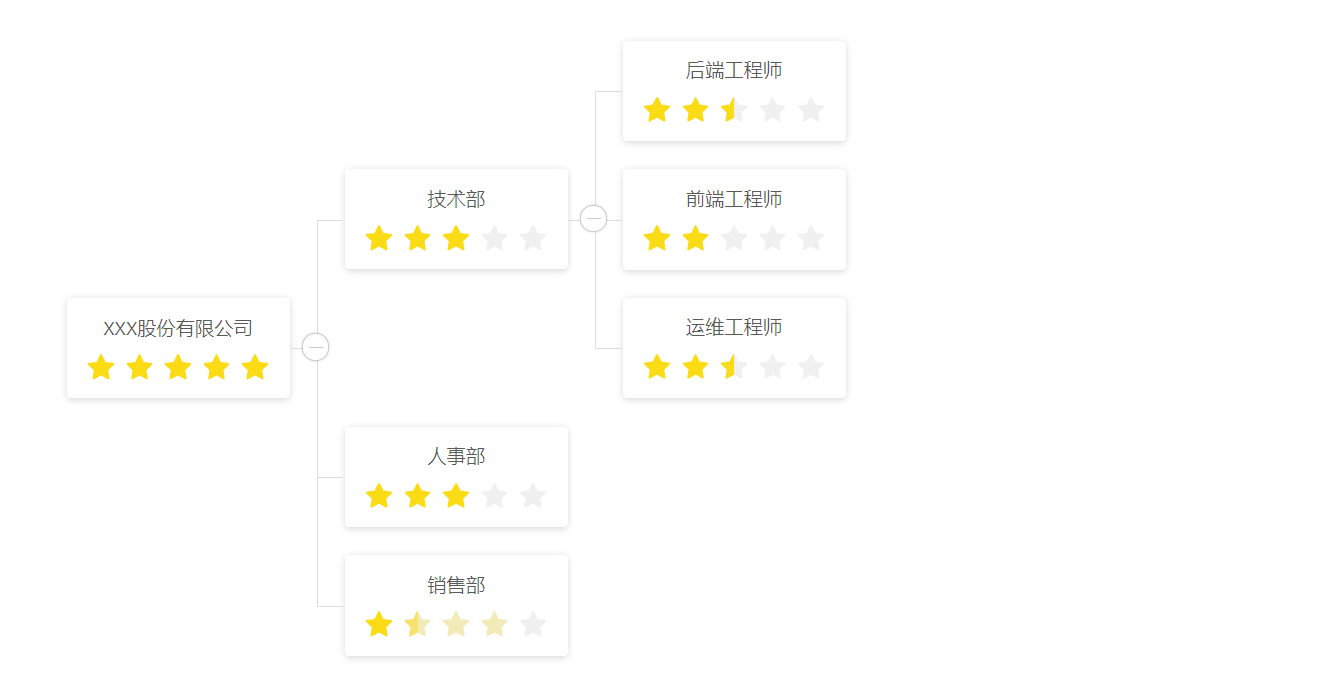 后端工程师
技术部
前端工程师
XXX股份有限公司
运维工程师
人事部
销售部